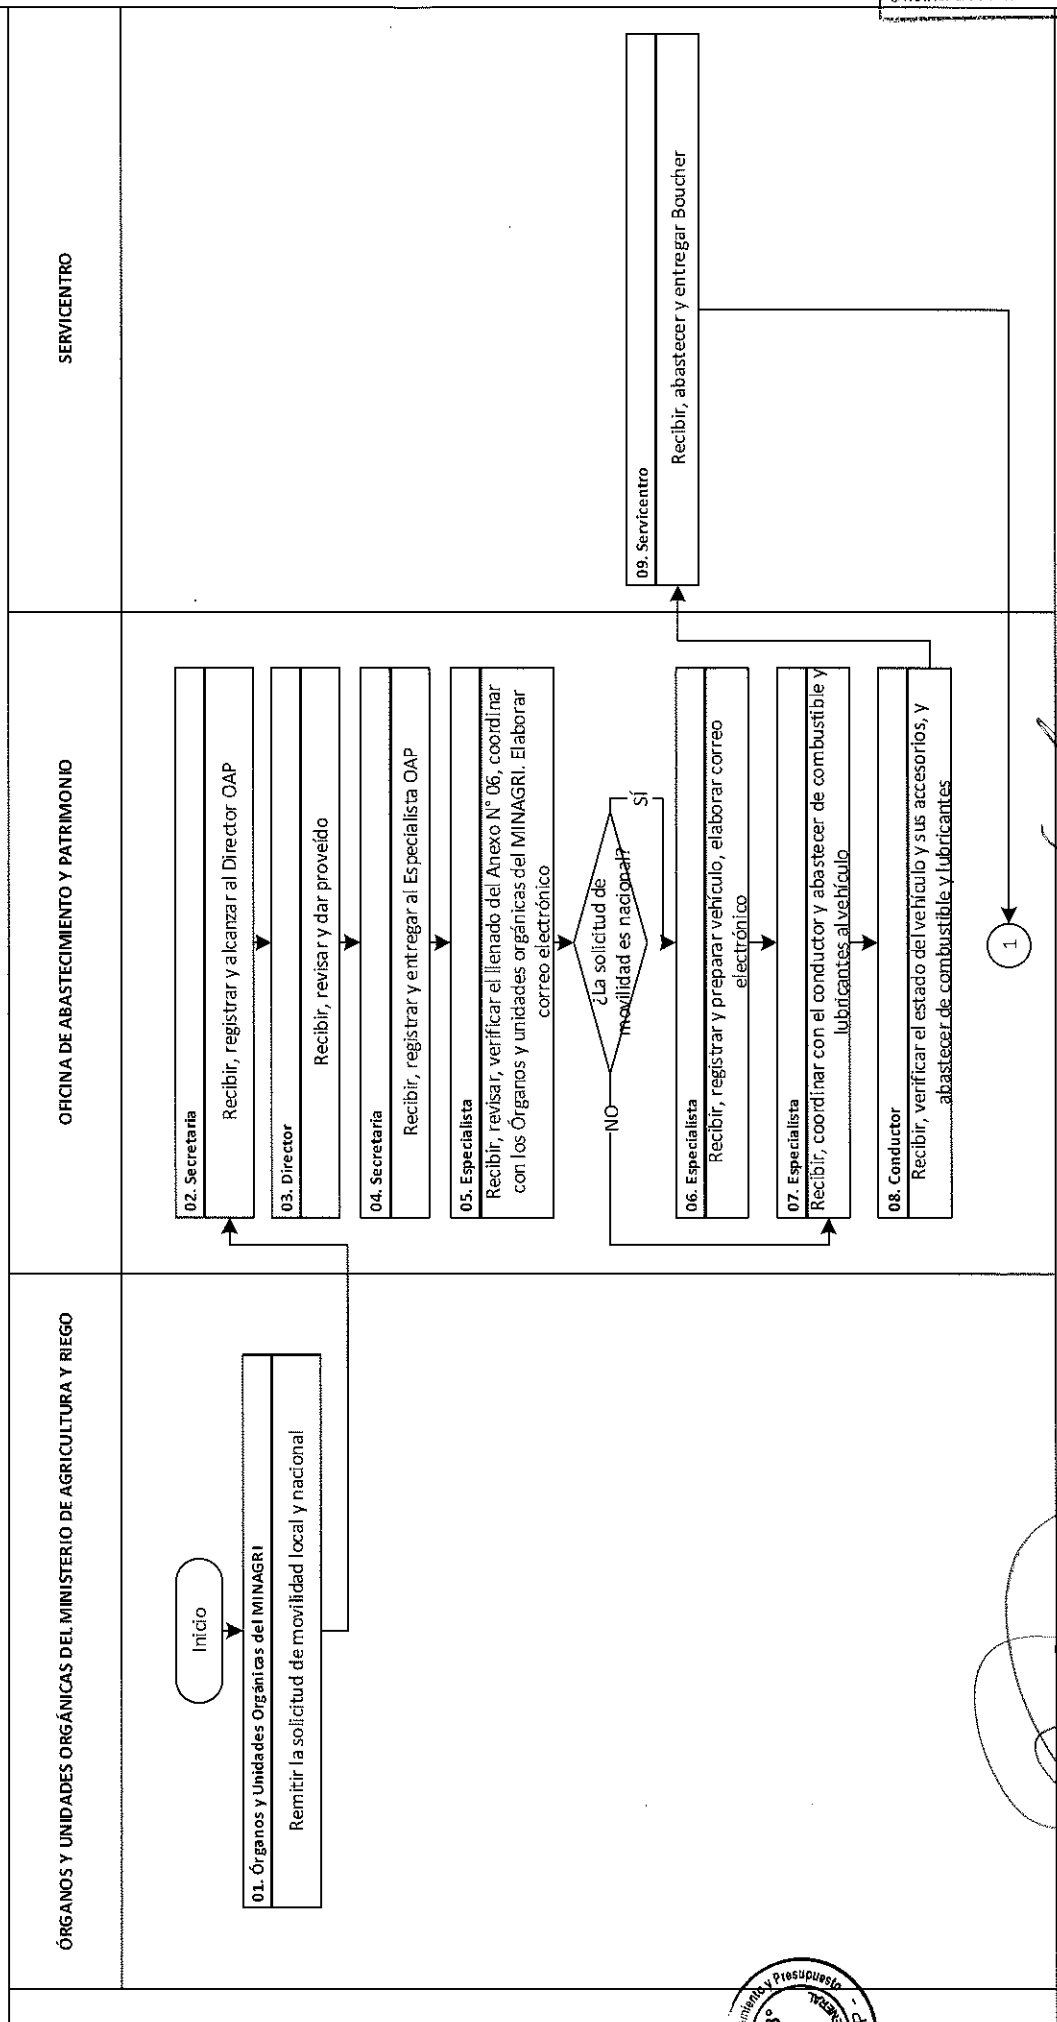 ÓRGANOS Y UNIDADES ORGÁNICAS DEL MINISTERIO DE AGRICULTURA Y RIEGO
OFICINA DE ABASTECIMIENTO Y PATRIMONIO
SERVICENTRO
Inicio
01. Órganos y Unidades Orgánicas del MINAGRI
Remitir la solicitud de movilidad local y nacional
02. Secretaria
Recibir, registrar y alcanzar al Director OAP
03. Director
Recibir, revisar y dar proveído
04. Secretaria
Recibir, registrar y entregar al Especialista OAP
05. Especialista
Recibir, revisar, verificar el llenado del Anexo N° 06, coordinar
con los Órganos y unidades orgánicas del MINAGRI. Elaborar
correo electrónico
¿La solicitud de
movilidad es nacional?
NO
SÍ
06. Especialista
Recibir, registrar y preparar vehículo, elaborar correo
electrónico
07. Especialista
Recibir, coordinar con el conductor y abastecer de combustible y
lubricantes al vehículo
08. Conductor
Recibir, verificar el estado del vehículo y sus accesorios, y
abastecer de combustible y lubricantes
09. Servicentro
Recibir, abastecer y entregar Boucher
1
y Presupuesto